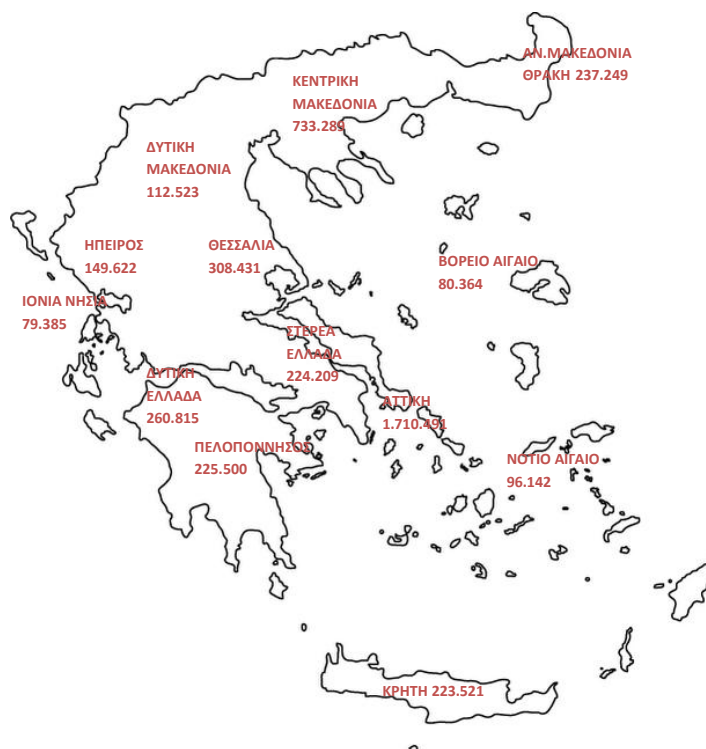 ΑΝ.ΜΑΚΕΔΟΝΙΑ
ΘΡΑΚΗ 237.249
ΚΕΝΤΡΙΚΗ
ΜΑΚΕΔΟΝΙΑ
733.289
ΔΥΤΙΚΗ
ΜΑΚΕΔΟΝΙΑ
112.523
ΗΠΕΙΡΟΣ
149.622
ΘΕΣΣΑΛΙΑ
308.431
ΒΟΡΕΙΟ ΑΙΓΑΙΟ
80.364
ΙΟΝΙΑ ΝΗΣΙΑ
79.385
ΣΤΕΡΕΑ
ΕΛΛΑΔΑ
224.209
ΔΥΤΙΚΗ
ΕΛΛΑΔΑ
260.815
ΑΤΤΙΚΗ
1.710.491
ΠΕΛΟΠΟΝΝΗΣΟΣ
225.500
ΝΟΤΙΟ ΑΙΓΑΙΟ
96.142
ΚΡΗΤΗ 223.521